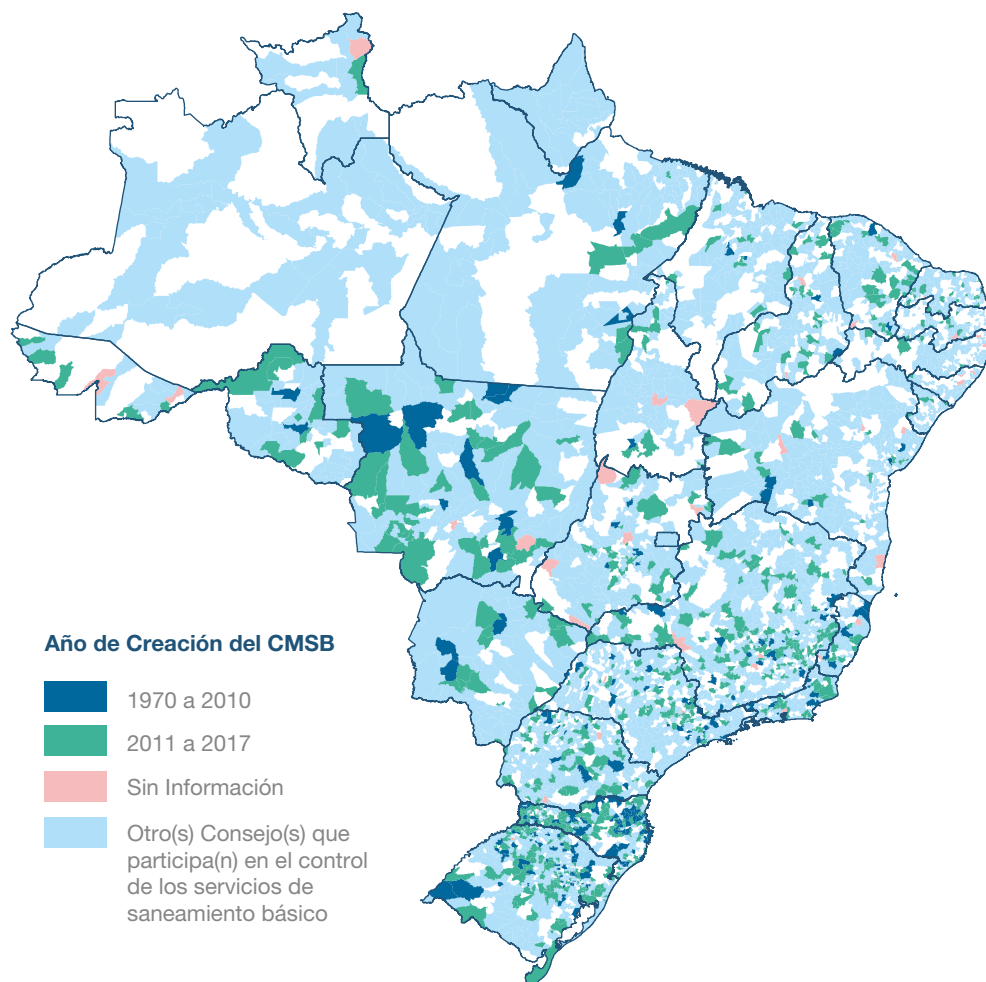 Año de Creación del CMSB
1970 a 2010
2011 a 2017
Sin Información
Otro(s) Consejo(s) que
participa(n) en el control
de los servicios de
saneamiento básico